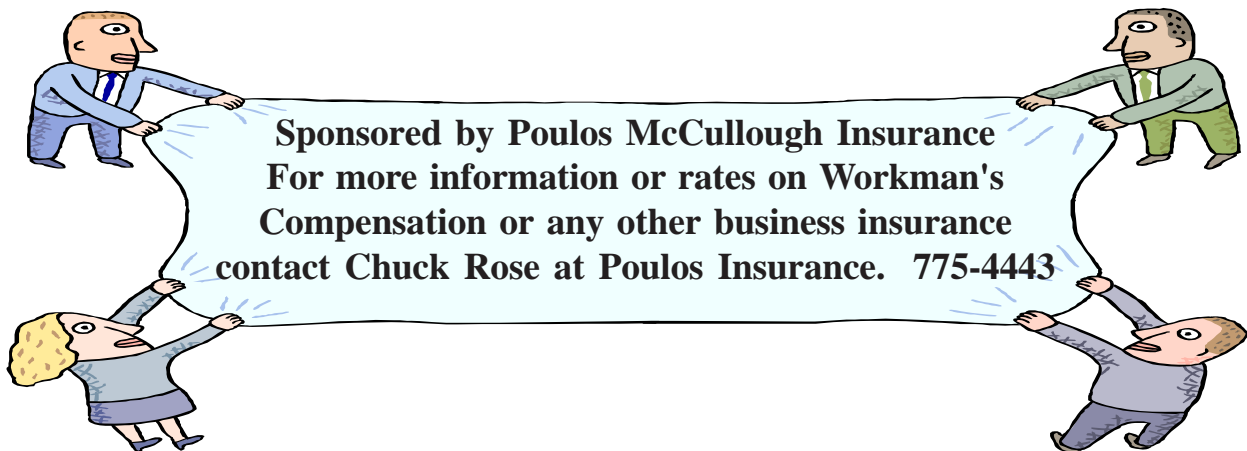 Sponsored by Poulos McCullough Insurance
For more information or rates on Workman's
Compensation or any other business insurance
contact Chuck Rose at Poulos Insurance. 775-4443